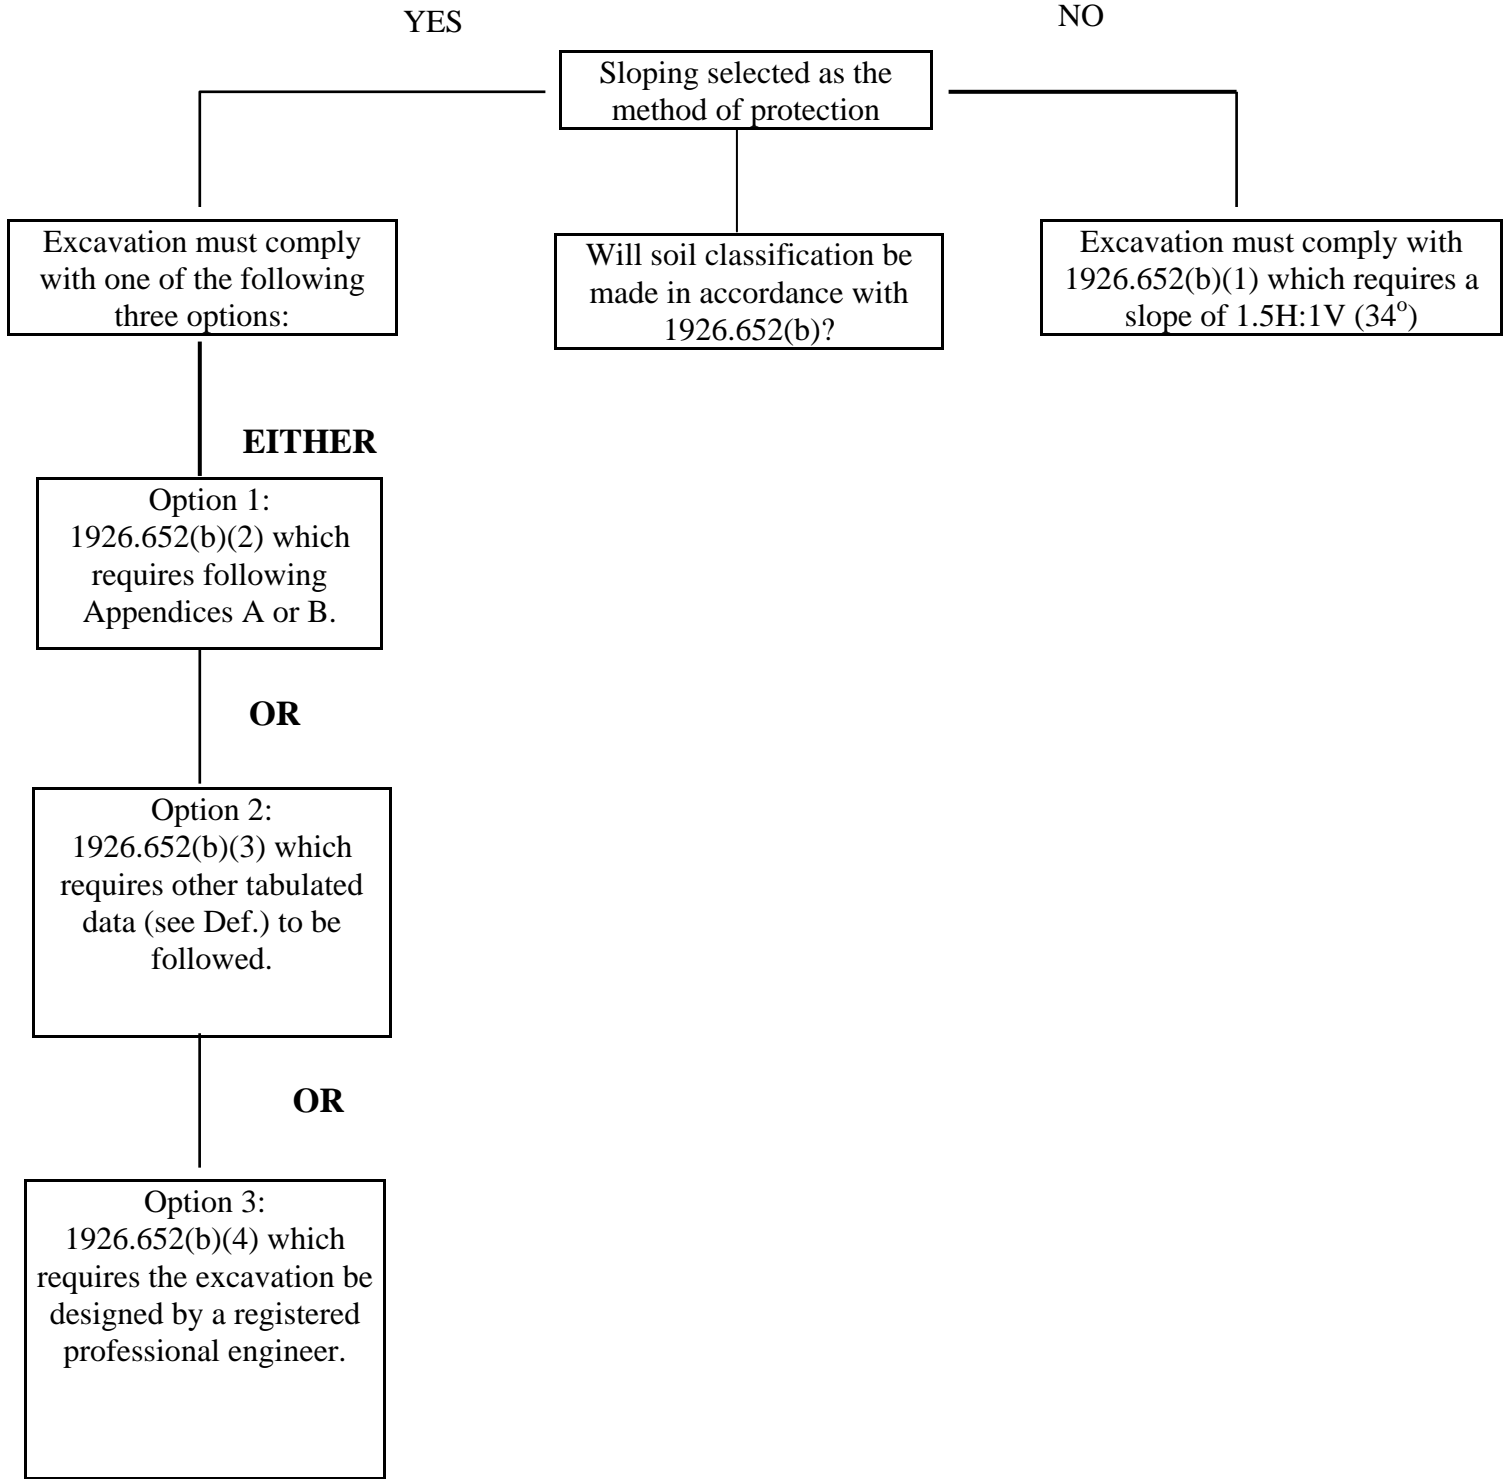 YES
NO
Sloping selected as the
method of protection
Excavation must comply
with one of the following
three options:
Will soil classification be
made in accordance with
1926.652(b)?
Excavation must comply with
1926.652(b)(1) which requires a
slope of 1.5H:1V (34°)
EITHER
Option 1:
1926.652(b)(2) which
requires following
Appendices A or B.
OR
Option 2:
1926.652(b)(3) which
requires other tabulated
data (see Def.) to be
followed.
OR
Option 3:
1926.652(b)(4) which
requires the excavation be
designed by a registered
professional engineer.